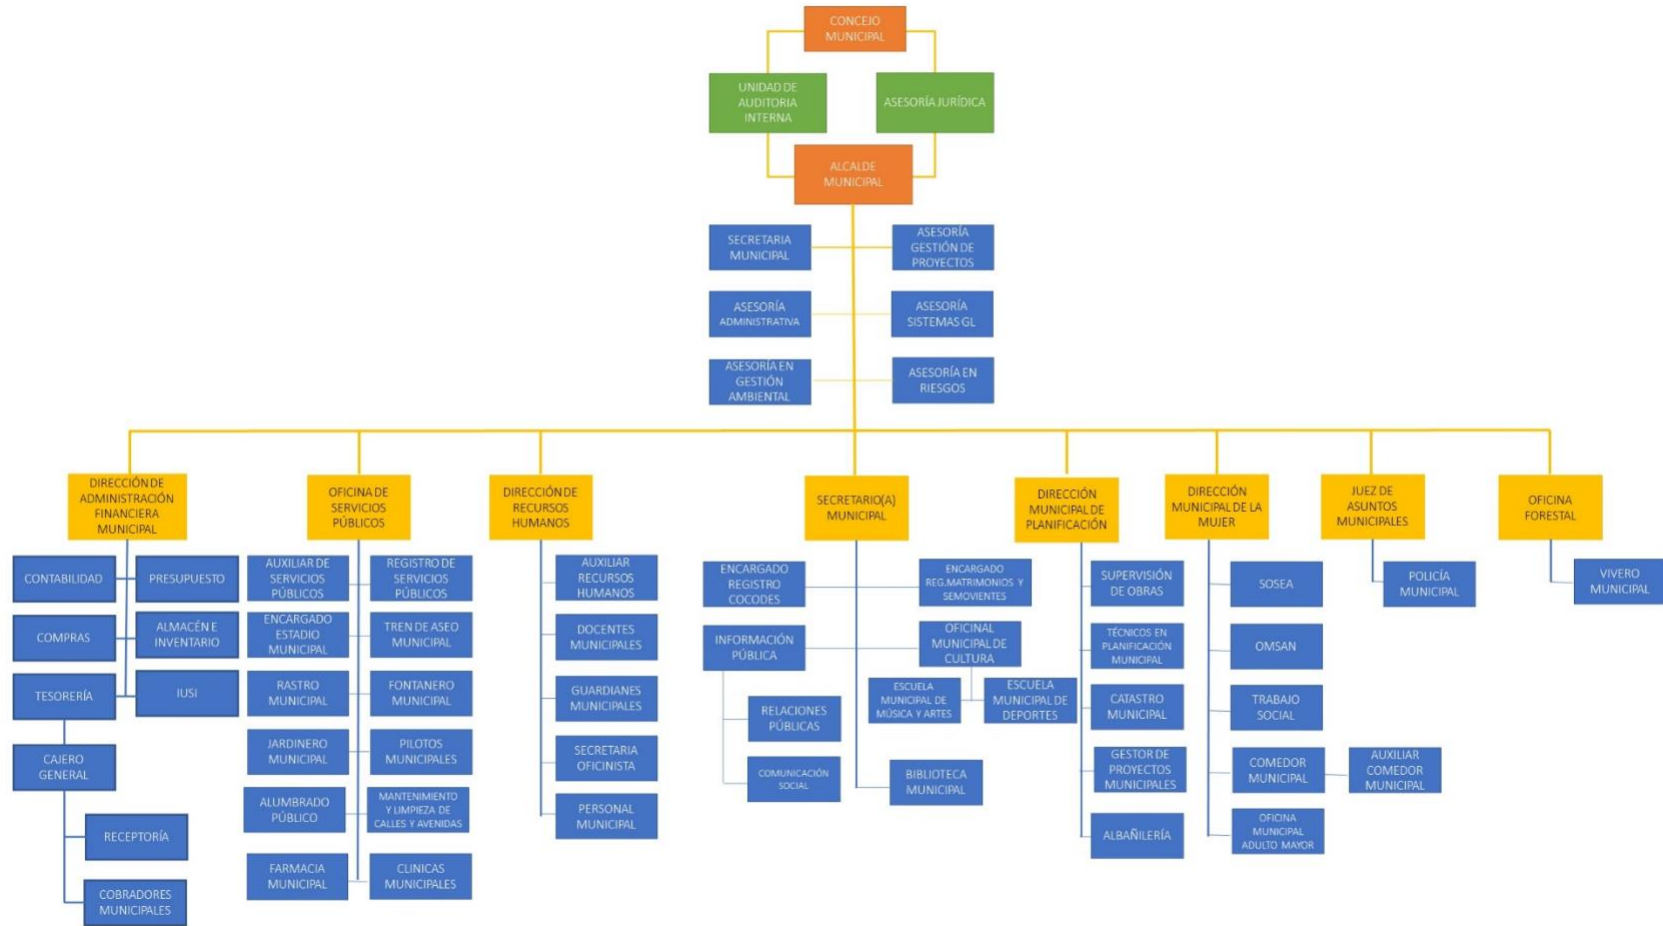 CONCEJO
MUNICIPAL
UNIDAD DE
AUDITORIA
INTERNA
ASESORÍA JURÍDICA
ALCALDE
MUNICIPAL
SECRETARIA
MUNICIPAL
ASESORÍA
GESTIÓN DE
PROYECTOS
ASESORÍA
ADMINISTRATIVA
ASESORÍA
SISTEMAS GL
ASESORÍA EN
GESTIÓN
AMBIENTAL
ASESORÍA EN
RIESGOS
DIRECCIÓN DE
ADMINISTRACIÓN
FINANCIERA
MUNICIPAL
CONTABILIDAD
PRESUPUESTO
COMPRAS
ALMACÉN E
INVENTARIO
TESORERÍA
IUSI
CAJERO
GENERAL
RECEPTORÍA
COBRADORES
MUNICIPALES
OFICINA DE
SERVICIOS
PÚBLICOS
AUXILIAR DE
SERVICIOS
PÚBLICOS
REGISTRO DE
SERVICIOS
PÚBLICOS
ENCARGADO
ESTADIO
MUNICIPAL
TREN DE ASEO
MUNICIPAL
RASTRO
MUNICIPAL
FONTANERO
MUNICIPAL
JARDINERO
MUNICIPAL
PILOTOS
MUNICIPALES
ALUMBRADO
PÚBLICO
MANTENIMIENTO
Y LIMPIEZA DE
CALLES Y AVENIDAS
FARMACIA
MUNICIPAL
CLINICAS
MUNICIPALES
DIRECCIÓN DE
RECURSOS
HUMANOS
AUXILIAR
RECURSOS
HUMANOS
DOCENTES
MUNICIPALES
GUARDIANES
MUNICIPALES
SECRETARIA
OFICINISTA
PERSONAL
MUNICIPAL
SECRETARIO(A)
MUNICIPAL
ENCARGADO
REGISTRO
COCODES
ENCARGADO
REG.MATRIMONIOS Y
SEMOVIENTES
INFORMACIÓN
PÚBLICA
OFICINAL
MUNICIPAL DE
CULTURA
ESCUELA
MUNICIPAL DE
MÚSICA Y ARTES
ESCUELA
MUNICIPAL DE
DEPORTES
RELACIONES
PÚBLICAS
COMUNICACIÓN
SOCIAL
BIBLIOTECA
MUNICIPAL
DIRECCIÓN
MUNICIPAL DE
PLANIFICACIÓN
SUPERVISIÓN
DE OBRAS
TÉCNICOS EN
PLANIFICACIÓN
MUNICIPAL
CATASTRO
MUNICIPAL
GESTOR DE
PROYECTOS
MUNICIPALES
ALBAÑILERÍA
DIRECCIÓN
MUNICIPAL DE LA
MUJER
SOSEA
OMSAN
TRABAJO
SOCIAL
COMEDOR
MUNICIPAL
AUXILIAR
COMEDOR
MUNICIPAL
OFICINA
MUNICIPAL
ADULTO MAYOR
JUEZ DE
ASUNTOS
MUNICIPALES
POLICÍA
MUNICIPAL
OFICINA
FORESTAL
VIVERO
MUNICIPAL